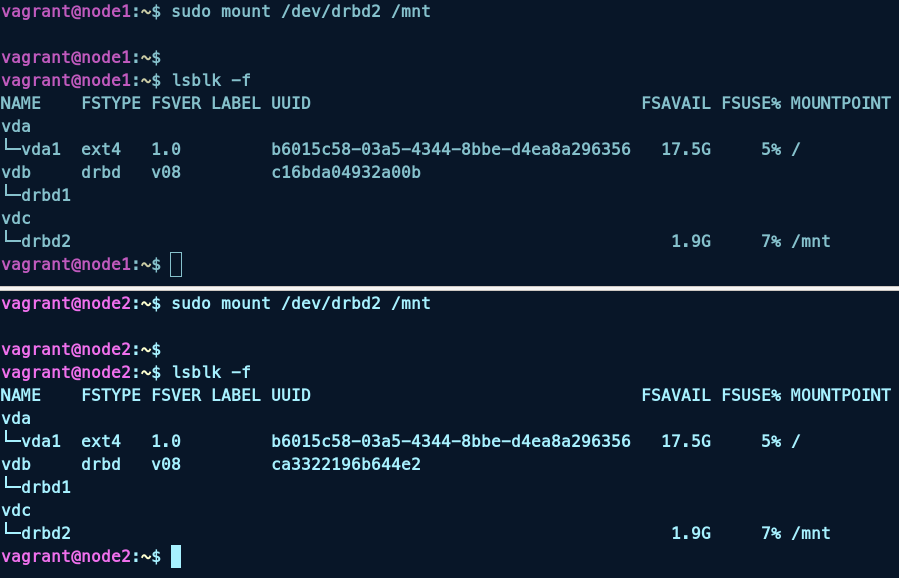 vagrant@node1:~$ sudo mount /dev/drbd2 /mnt
vagrant@node1:~$
vagrant@node1:~$ lsblk -f
NAME    FSTYPE FSVER LABEL UUID                                 FSAVAIL FSUSE% MOUNTPOINT
vda
└─vda1  ext4   1.0         b6015c58-03a5-4344-8bbe-d4ea8a296356   17.5G     5% /
vdb     drbd   v08         c16bda04932a00b
└─drbd1
vdc
└─drbd2                                                            1.9G     7% /mnt
vagrant@node1:~$
vagrant@node2:~$ sudo mount /dev/drbd2 /mnt
vagrant@node2:~$
vagrant@node2:~$ lsblk -f
NAME    FSTYPE FSVER LABEL UUID                                 FSAVAIL FSUSE% MOUNTPOINT
vda
└─vda1  ext4   1.0         b6015c58-03a5-4344-8bbe-d4ea8a296356   17.5G     5% /
vdb     drbd   v08         ca3322196b644e2
└─drbd1
vdc
└─drbd2                                                            1.9G     7% /mnt
vagrant@node2:~$